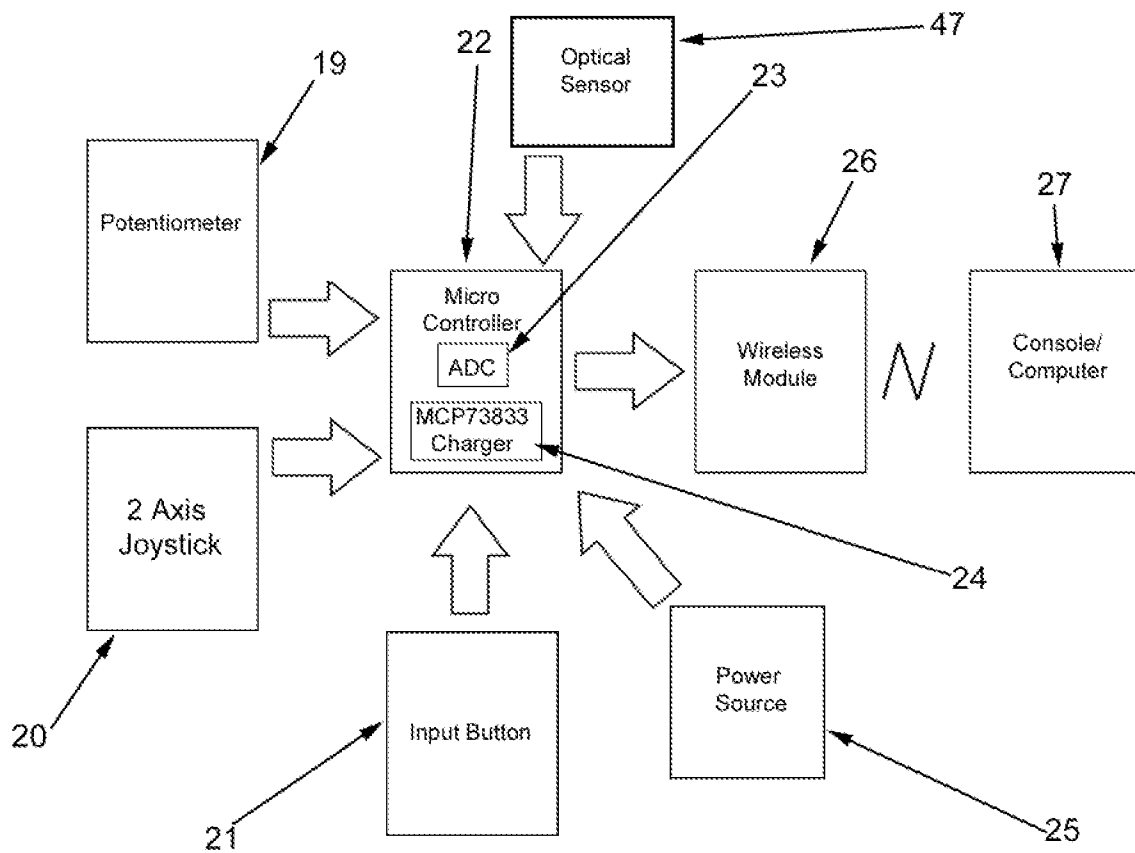 47
22
Optical
Sensor
23
19
26
27
Potentiometer
Micro
Controller
ADC
MCP73833
Charger
Wireless
Module
Console/
Computer
2 Axis
Joystick
24
20
21
Input Button
Power
Source
25